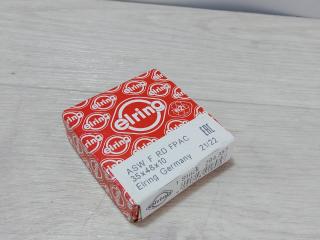 elring
ASW F RD FPAC
35x48x10
Elring Germany
EAC
21/22